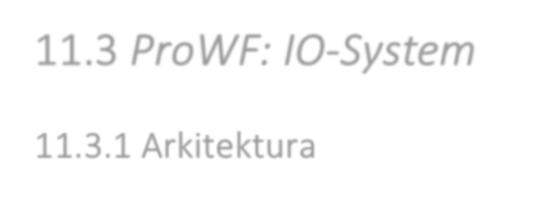 11.3 ProWF: IO-System
11.3.1 Arkitektura